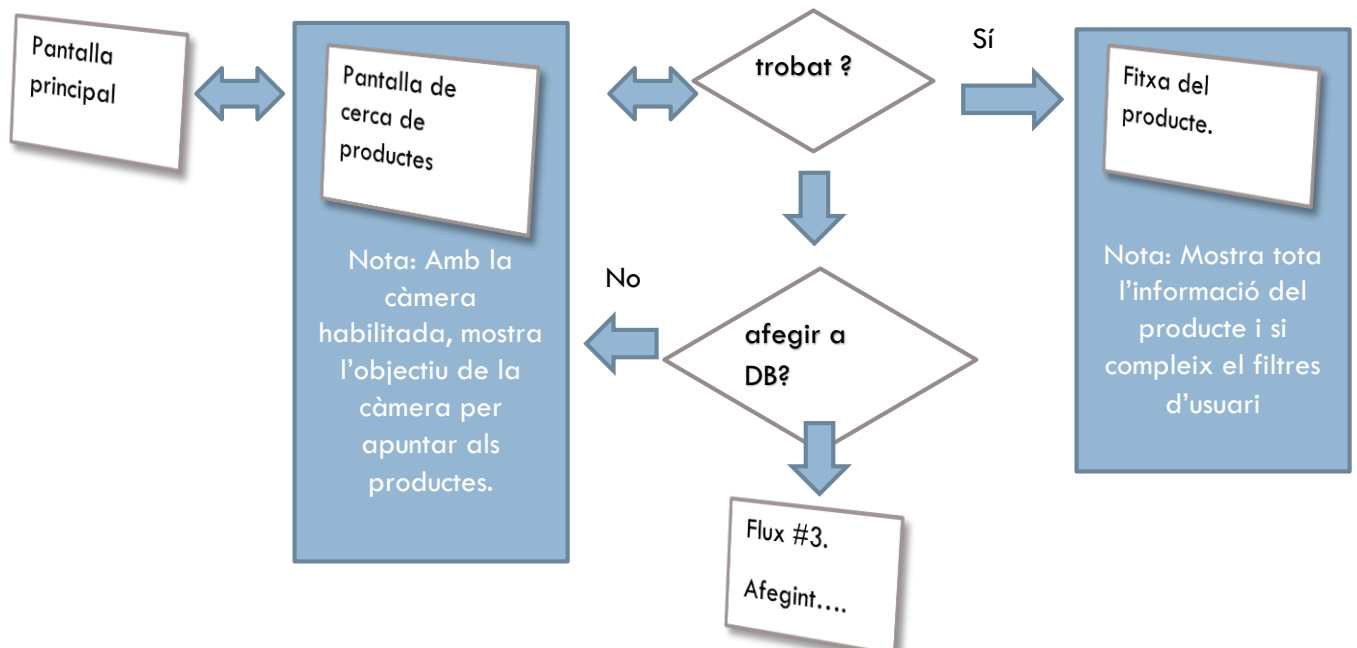 Pantalla
principal
Pantalla de
cerca de
productes
Nota: Amb la
càmera
habilitada, mostra
l'objectiu de la
càmera per
apuntar als
productes.
trobat ?
Sí
Fitxa del
producte.
Nota: Mostra tota
l'informació del
producte i si
compleix el filtres
d'usuari
No
afegir a
DB?
Flux #3.
Afegint....